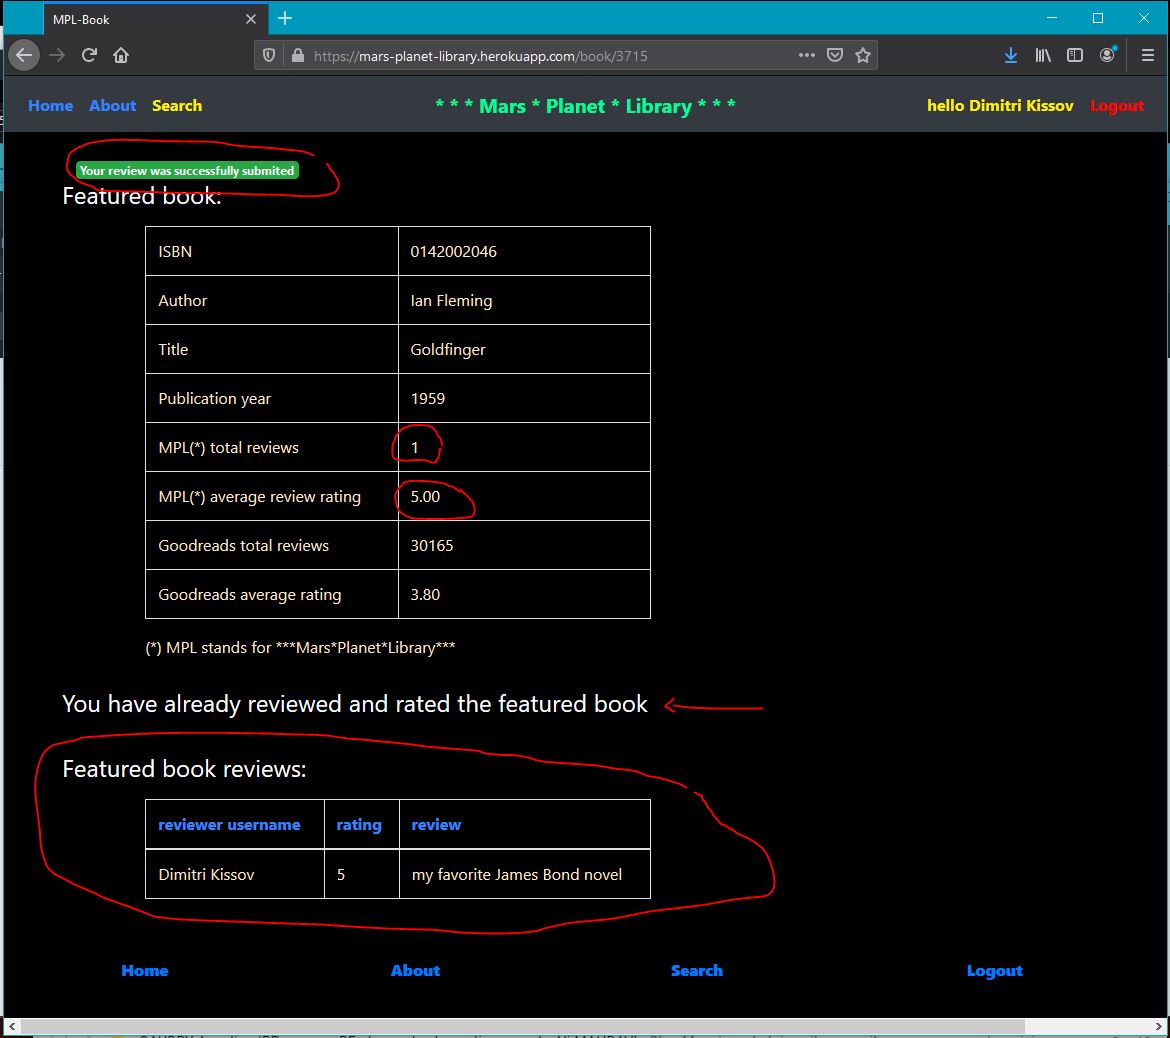 MPL-Book
https://mars-planet-library.herokuapp.com/book/3715
Home About Search * * * Mars * Planet * Library * * * hello Dimitri Kissov Logout
Your review was successfully submited
Featured book:
ISBN 0142002046
Author Ian Fleming
Title Goldfinger
Publication year 1959
MPL(*) total reviews 1
MPL(*) average review rating 5.00
Goodreads total reviews 30165
Goodreads average rating 3.80
(*) MPL stands for ***Mars*Planet*Library***
You have already reviewed and rated the featured book
Featured book reviews:
reviewer username rating review
Dimitri Kissov 5 my favorite James Bond novel
Home About Search Logout